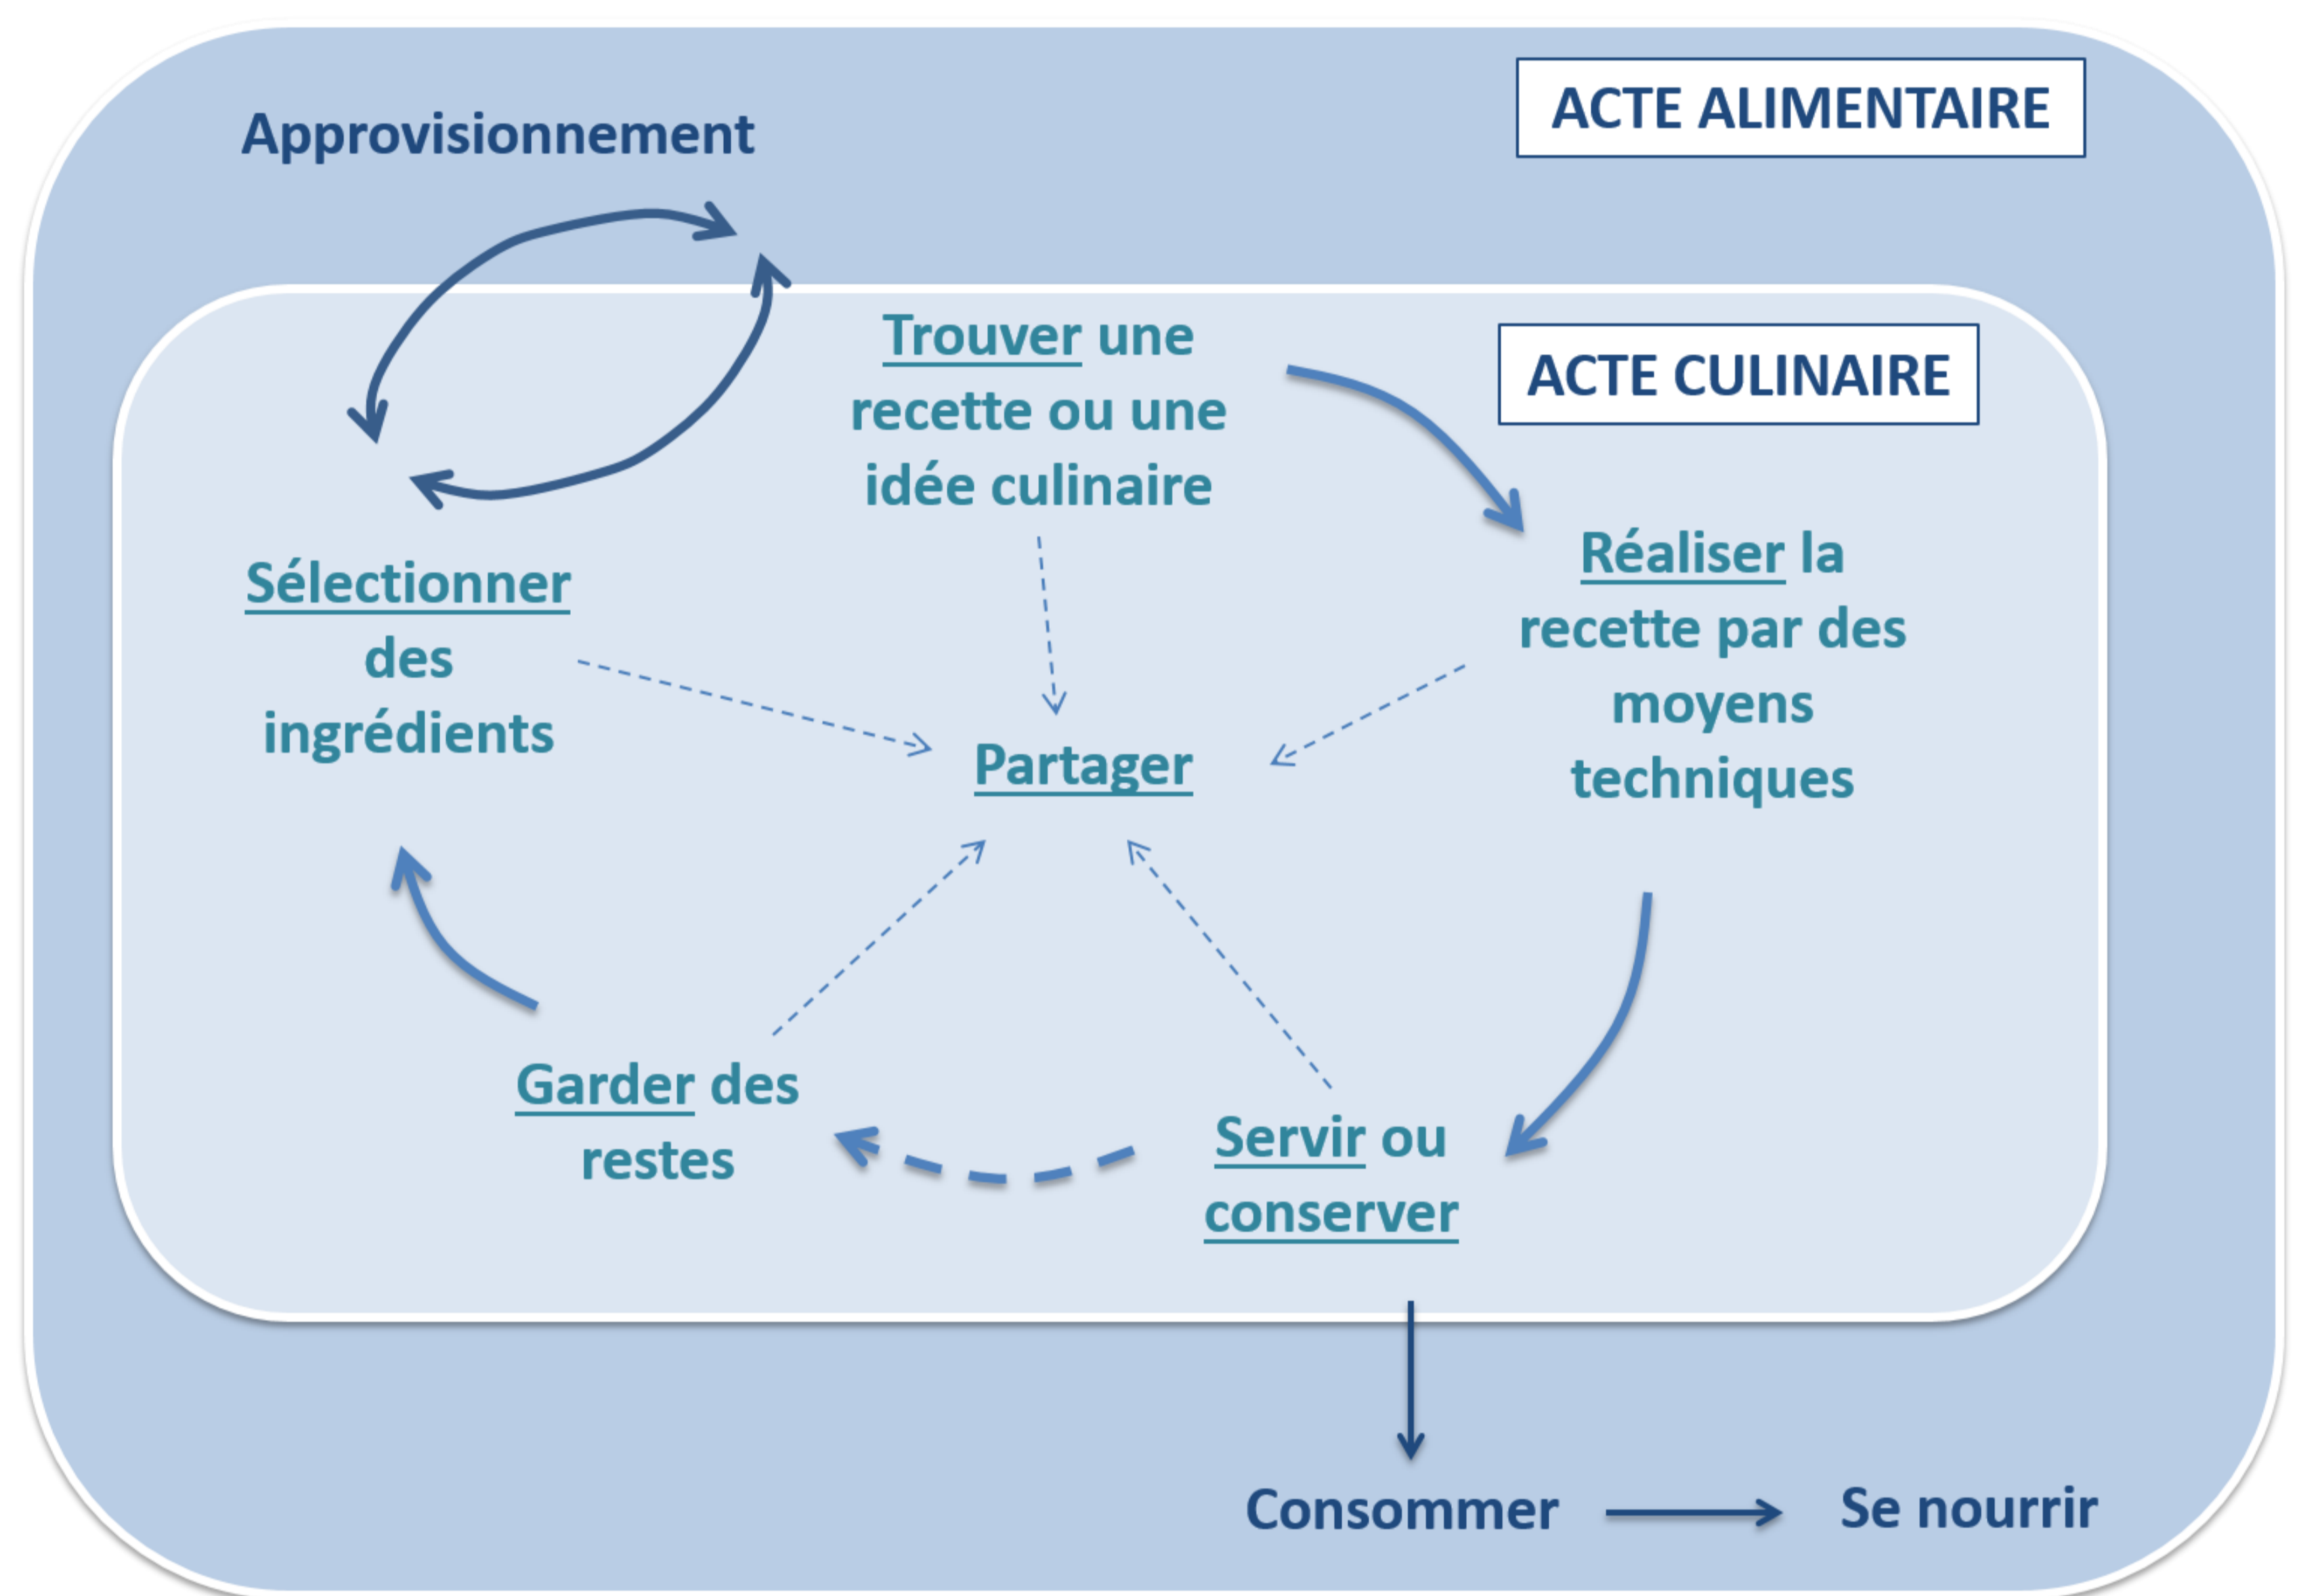 ACTE ALIMENTAIRE
Approvisionnement
ACTE CULINAIRE
Trouver une
recette ou une
idée culinaire
Réaliser la
recette par des
moyens
techniques
Sélectionner
des
ingrédients
Partager
Garder des
restes
Servir ou
conserver
Consommer
Se nourrir